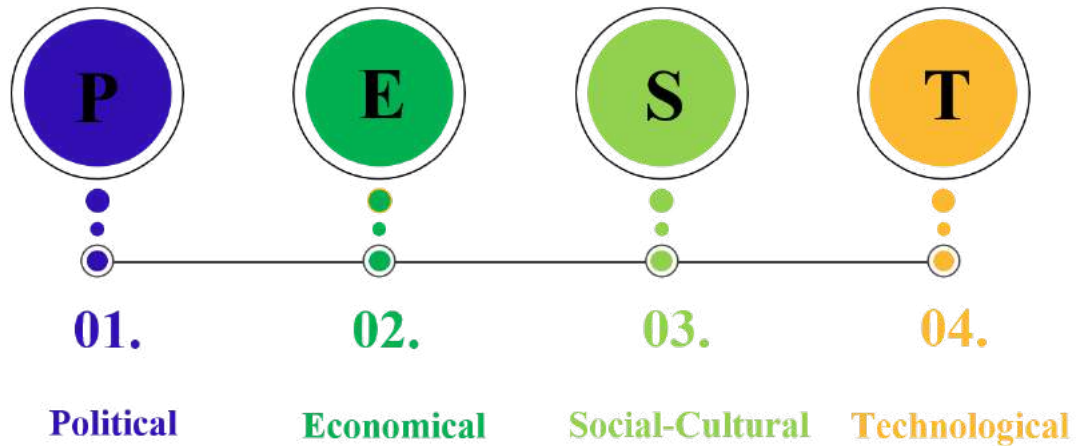 P E S T
01. 02. 03. 04.
Political Economical Social-Cultural Technological